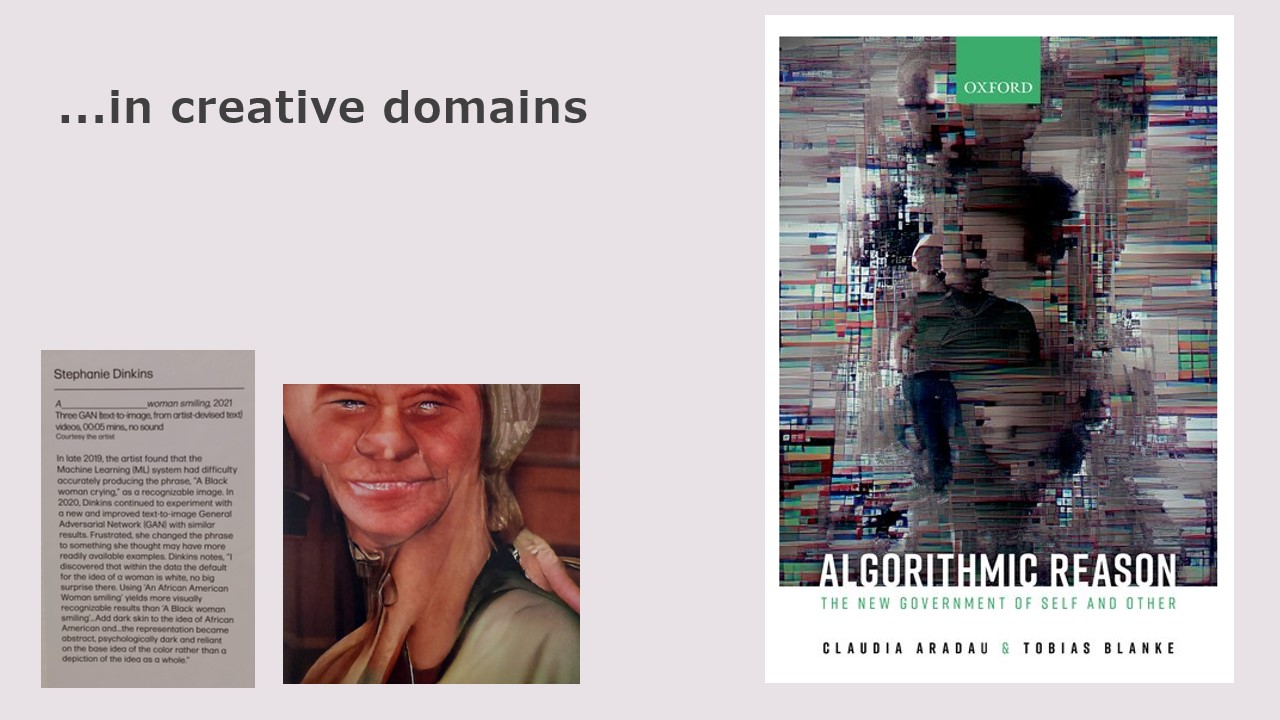 ...in creative domains
Stephanie Dinkins
A_______________woman smiling, 2021
Three GAN (text-to-image, from artist-devised text)
videos, 00:05 mins., no sound
Courtesy the artist
In late 2019, the artist found that the
Machine Learning (ML) system had difficulty
accurately producing the phrase, "A Black
woman crying," as a recognizable image. In
2020, Dinkins continued to experiment with
a new and improved text-to-image General
Adversarial Network (GAN) with similar
results. Frustrated, she changed the phrase
to something she thought may have more
readily available examples. Dinkins notes, "I
discovered that within the data the default
for the idea of a woman is white, no big
surprise there. Using 'An African American
Woman smiling' yields more visually
recognizable results than 'A Black woman
smiling'...Add dark skin to the idea of African
American and...the representation became
abstract, psychologically dark and reliant
on the base idea of the color rather than a
depiction of the idea as a whole."
OXFORD
ALGORITHMIC REASON
THE NEW GOVERNMENT OF SELF AND OTHER
CLAUDIA ARADAU & TOBIAS BLANKE